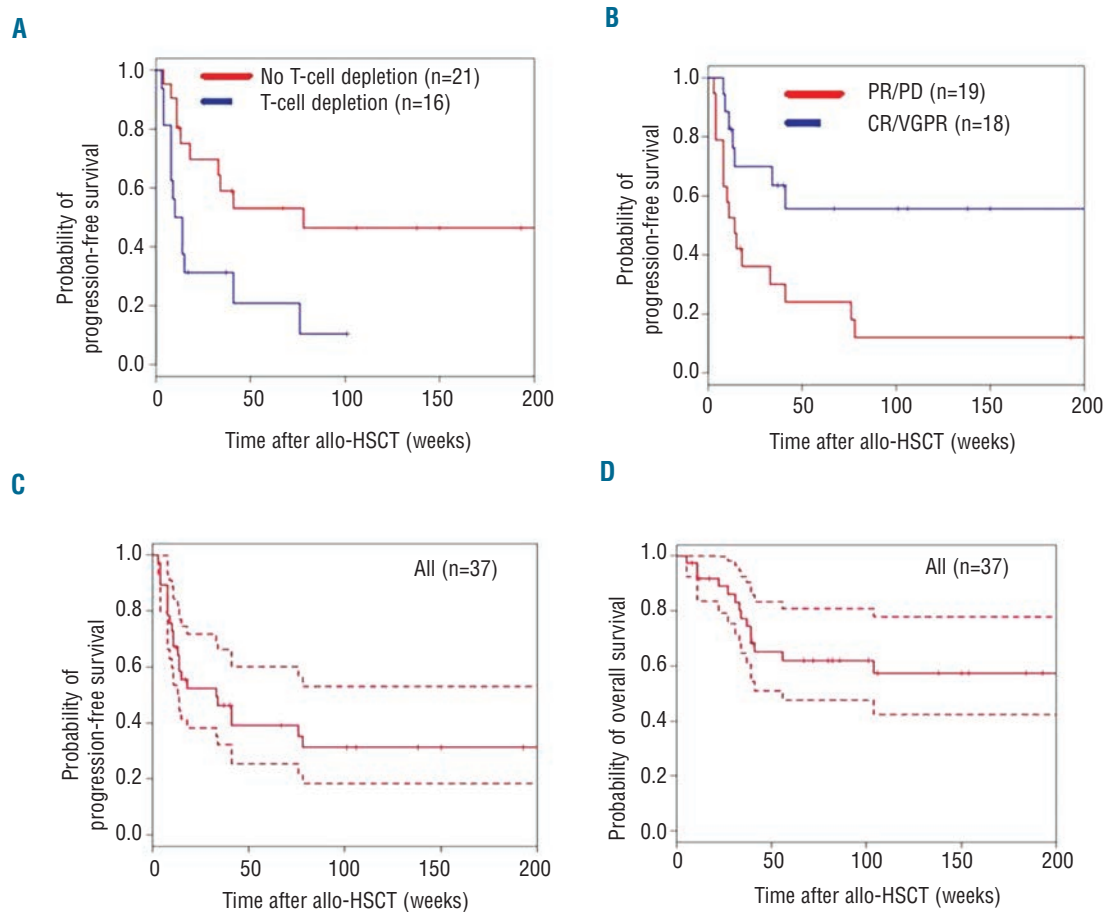 A
1.0
0.8
0.6
0.4
0.2
0.0
Probability of
progression-free survival
No T-cell depletion (n=21)
T-cell depletion (n=16)
0 50 100 150 200
Time after allo-HSCT (weeks)
B
1.0
0.8
0.6
0.4
0.2
0.0
Probability of
progression-free survival
PR/PD (n=19)
CR/VGPR (n=18)
0 50 100 150 200
Time after allo-HSCT (weeks)
C
1.0
0.8
0.6
0.4
0.2
0.0
Probability of
progression-free survival
All (n=37)
0 50 100 150 200
Time after allo-HSCT (weeks)
D
1.0
0.8
0.6
0.4
0.2
0.0
Probability of overall survival
All (n=37)
0 50 100 150 200
Time after allo-HSCT (weeks)